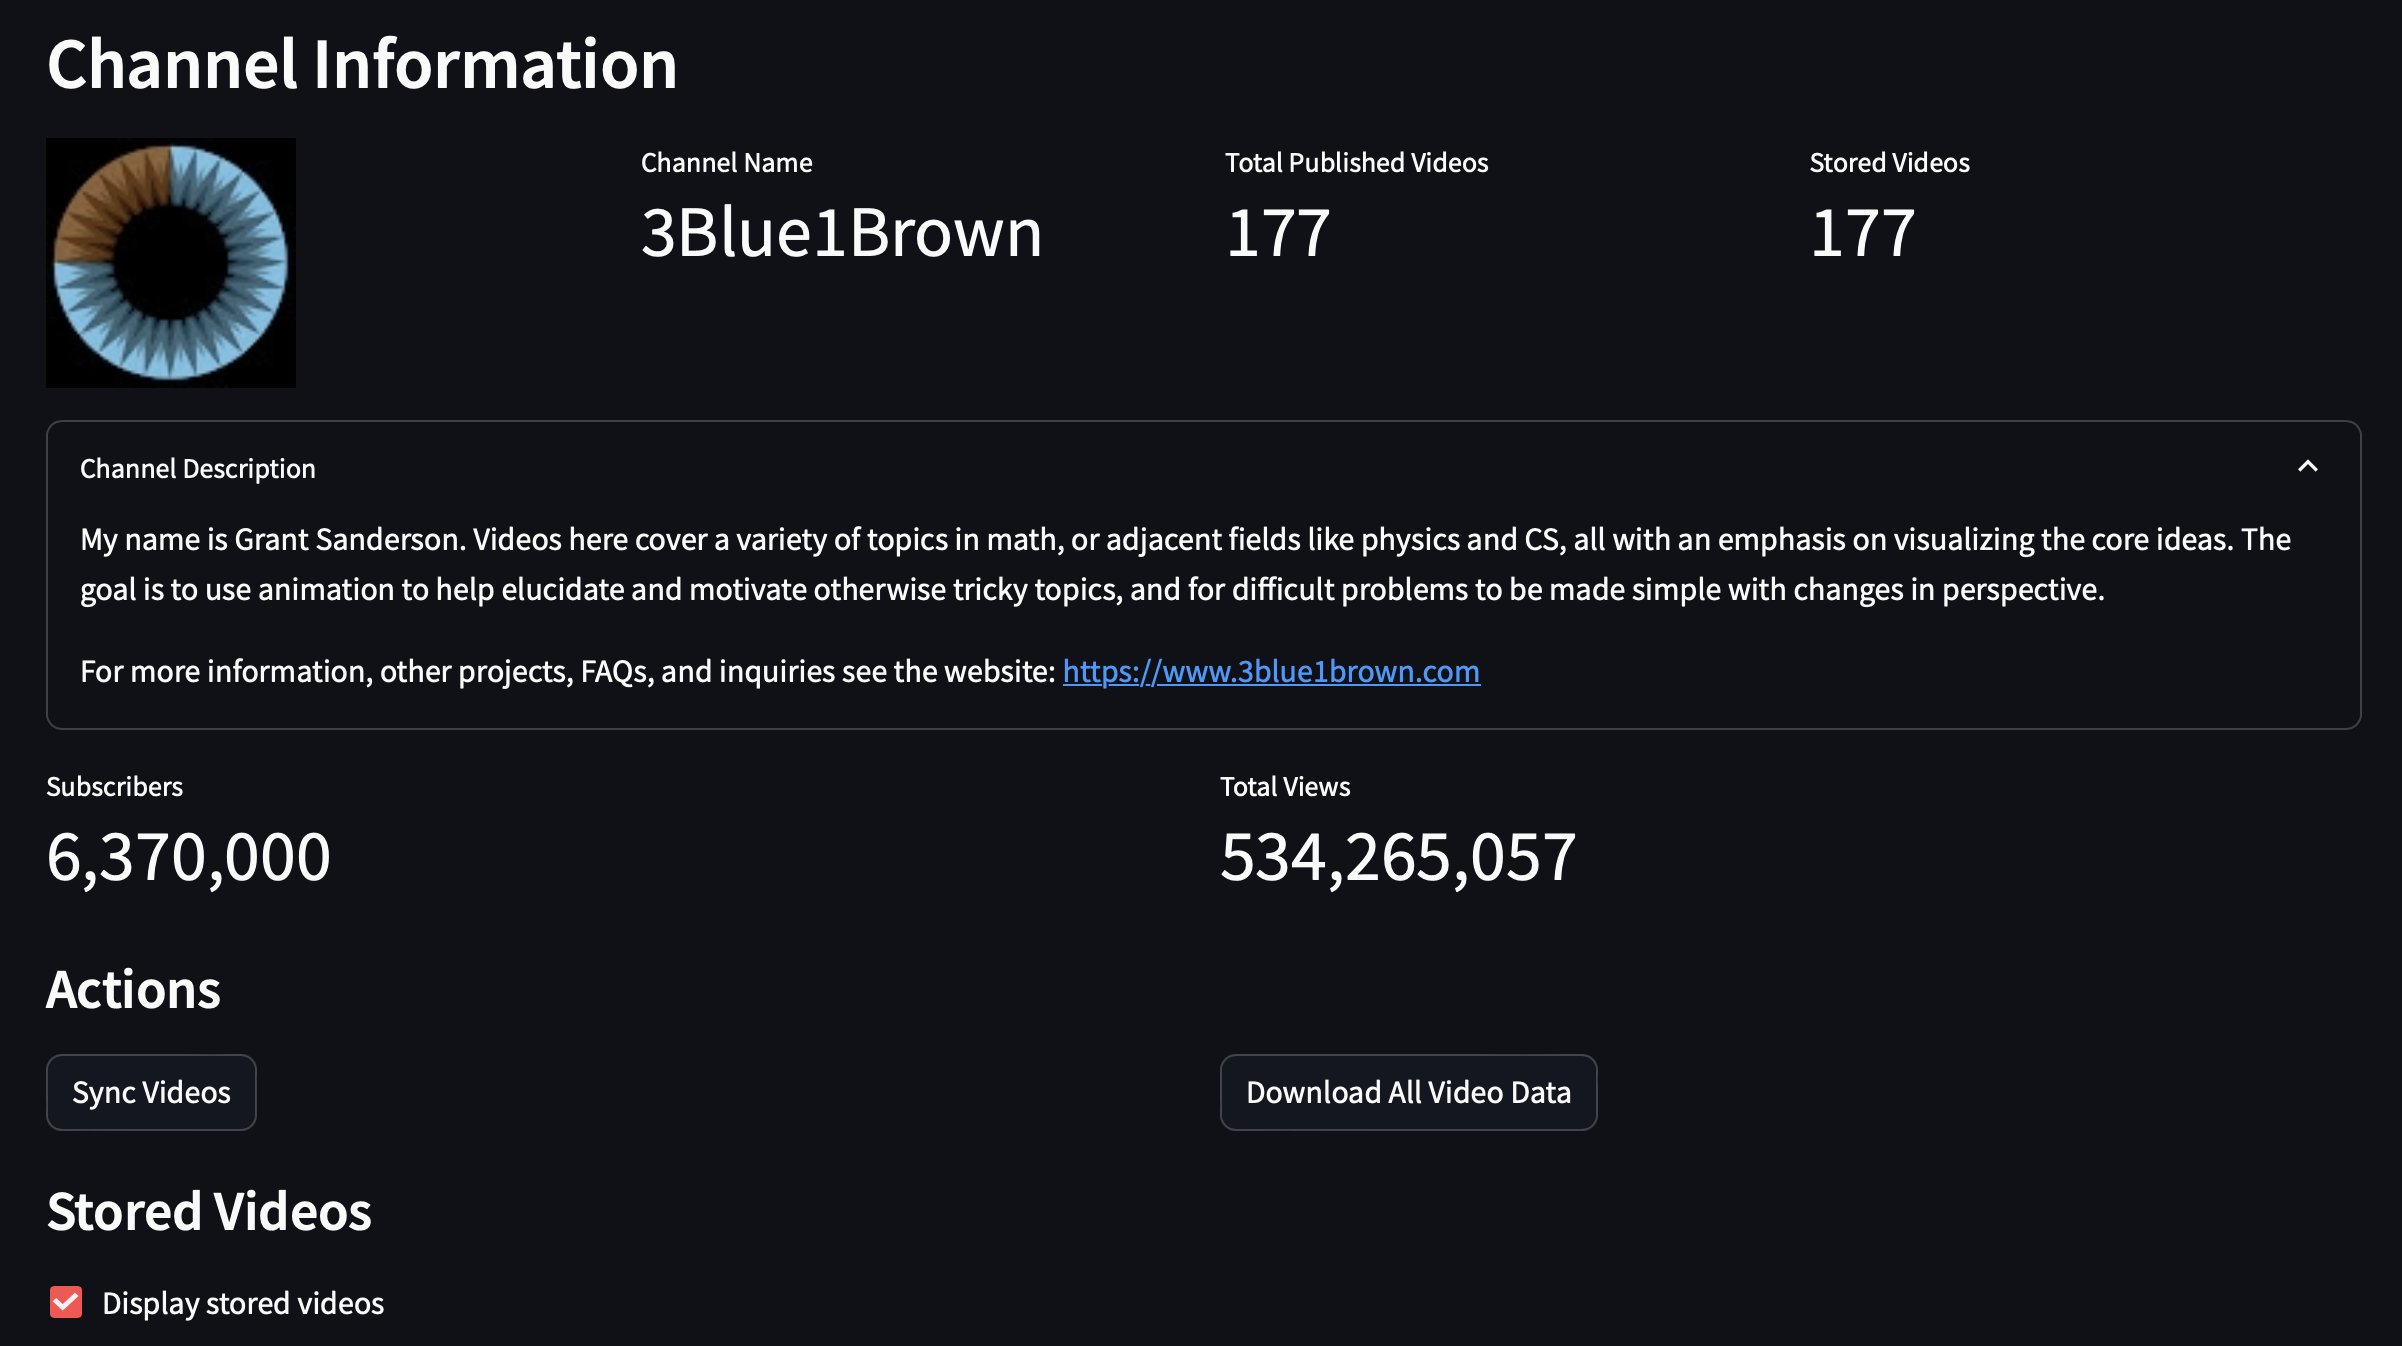 Channel Information
Channel Name
3Blue1Brown
Total Published Videos
177
Stored Videos
177
Channel Description
My name is Grant Sanderson. Videos here cover a variety of topics in math, or adjacent fields like physics and CS, all with an emphasis on visualizing the core ideas. The
goal is to use animation to help elucidate and motivate otherwise tricky topics, and for difficult problems to be made simple with changes in perspective.
For more information, other projects, FAQs, and inquiries see the website: https://www.3blue1brown.com
Subscribers
6,370,000
Total Views
534,265,057
Actions
Sync Videos
Download All Video Data
Stored Videos
Display stored videos